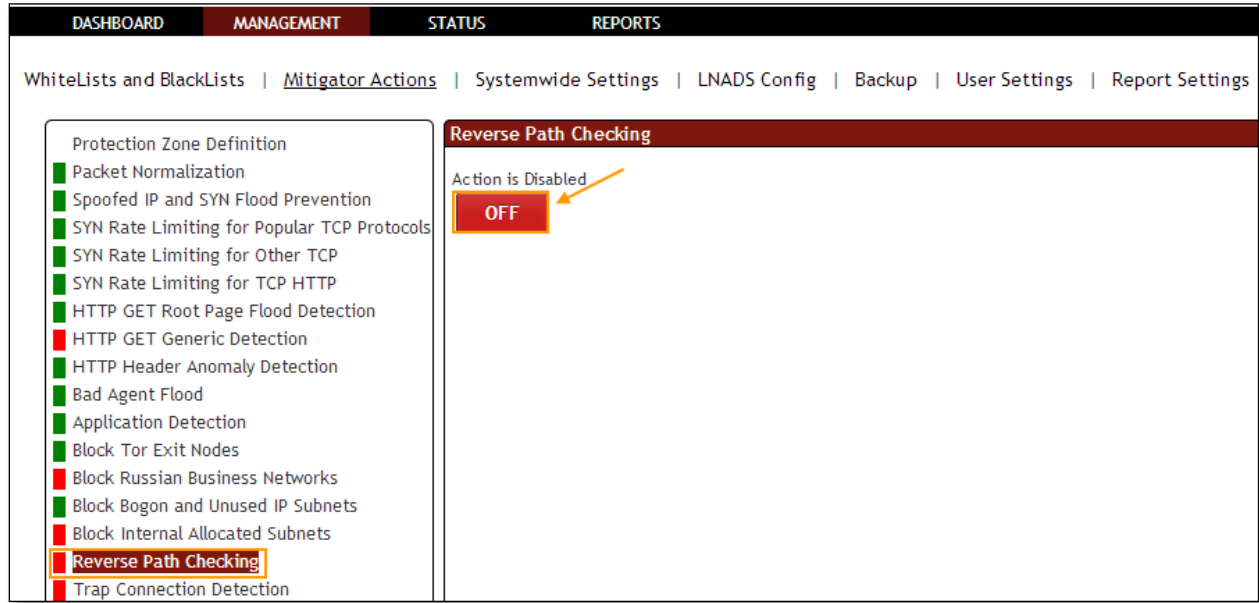 DASHBOARD MANAGEMENT STATUS REPORTS
WhiteLists and BlackLists | Mitigator Actions | Systemwide Settings | LNADS Config | Backup | User Settings | Report Settings
Protection Zone Definition
Packet Normalization
Spoofed IP and SYN Flood Prevention
SYN Rate Limiting for Popular TCP Protocols
SYN Rate Limiting for Other TCP
SYN Rate Limiting for TCP HTTP
HTTP GET Root Page Flood Detection
HTTP GET Generic Detection
HTTP Header Anomaly Detection
Bad Agent Flood
Application Detection
Block Tor Exit Nodes
Block Russian Business Networks
Block Bogon and Unused IP Subnets
Block Internal Allocated Subnets
Reverse Path Checking
Trap Connection Detection
Reverse Path Checking
Action is Disabled
OFF